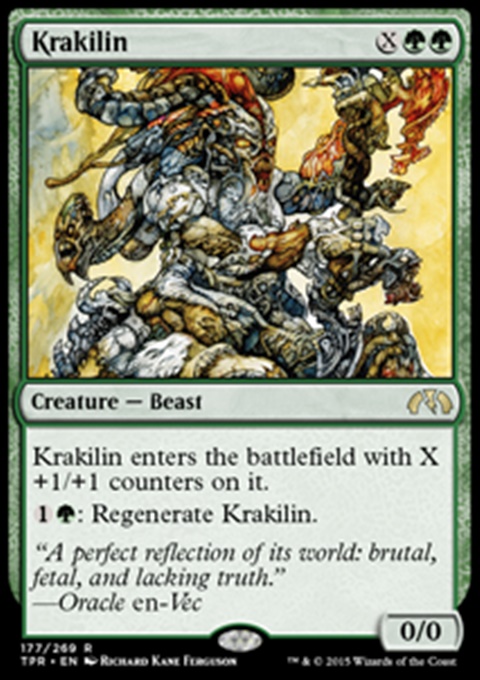 Krakilin X
Creature — Beast
Krakilin enters the battlefield with X
+1/+1 counters on it.
1: Regenerate Krakilin.
“A perfect reflection of its world: brutal,
fetal, and lacking truth.”
—Oracle en-Vec
0/0
177/269 R
TPR • EN Richard Kane Ferguson ™ & © 2015 Wizards of the Coast